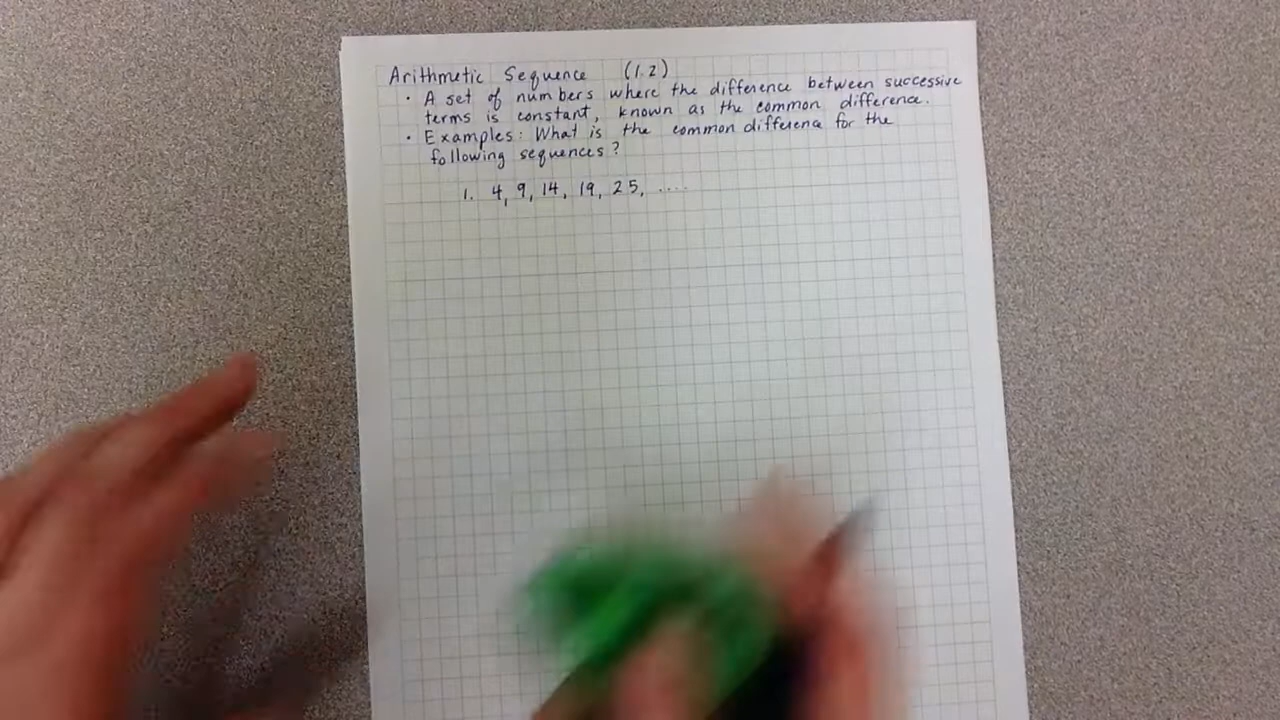 Arithmetic Sequence (1.2)
• A set of numbers where the difference between successive
terms is constant, known as the common difference.
• Examples: What is the common difference for the
following sequences?
1. 4, 9, 14, 19, 25, ....